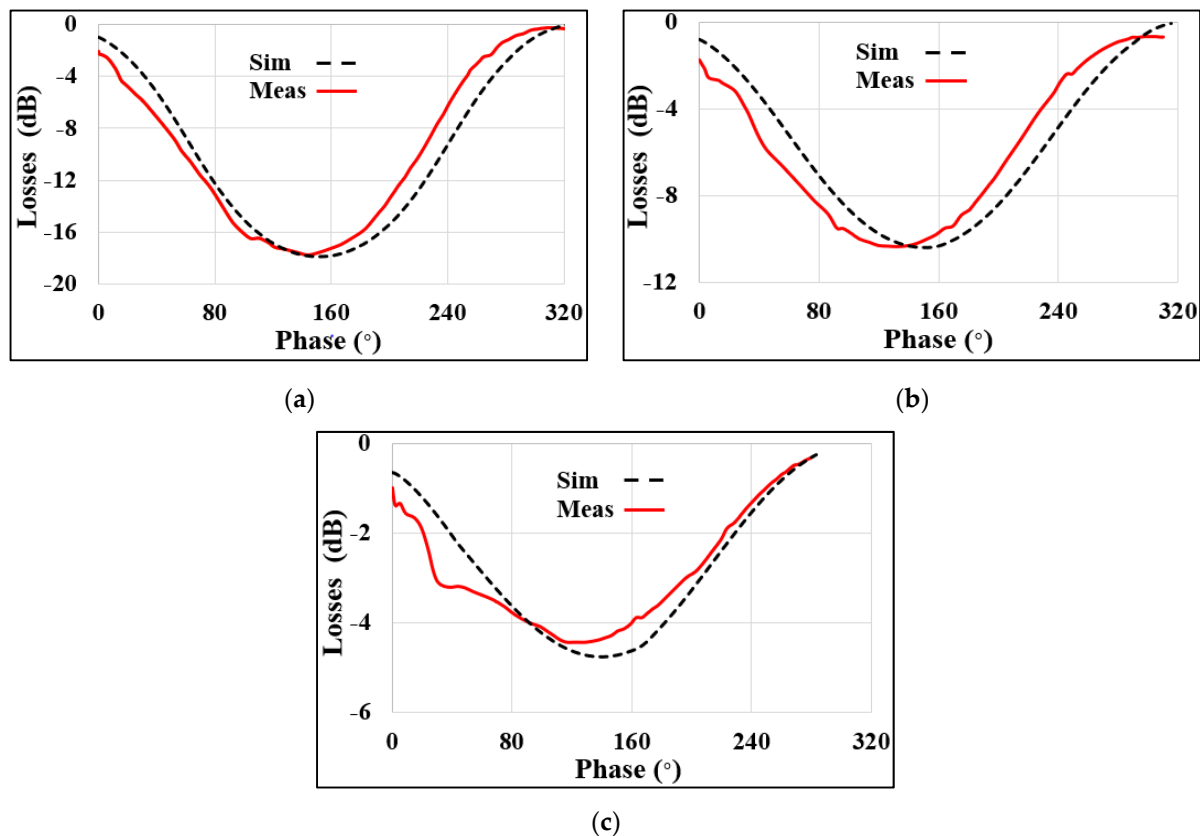 0
-4
-8
-12
-16
-20
Losses (dB)
Sim
Meas
0 80 160 240 320
Phase (°)
(a)
0
-4
-8
-12
Losses (dB)
Sim
Meas
0 80 160 240 320
Phase (°)
(b)
0
-2
-4
-6
Losses (dB)
Sim
Meas
0 80 160 240 320
Phase (°)
(c)